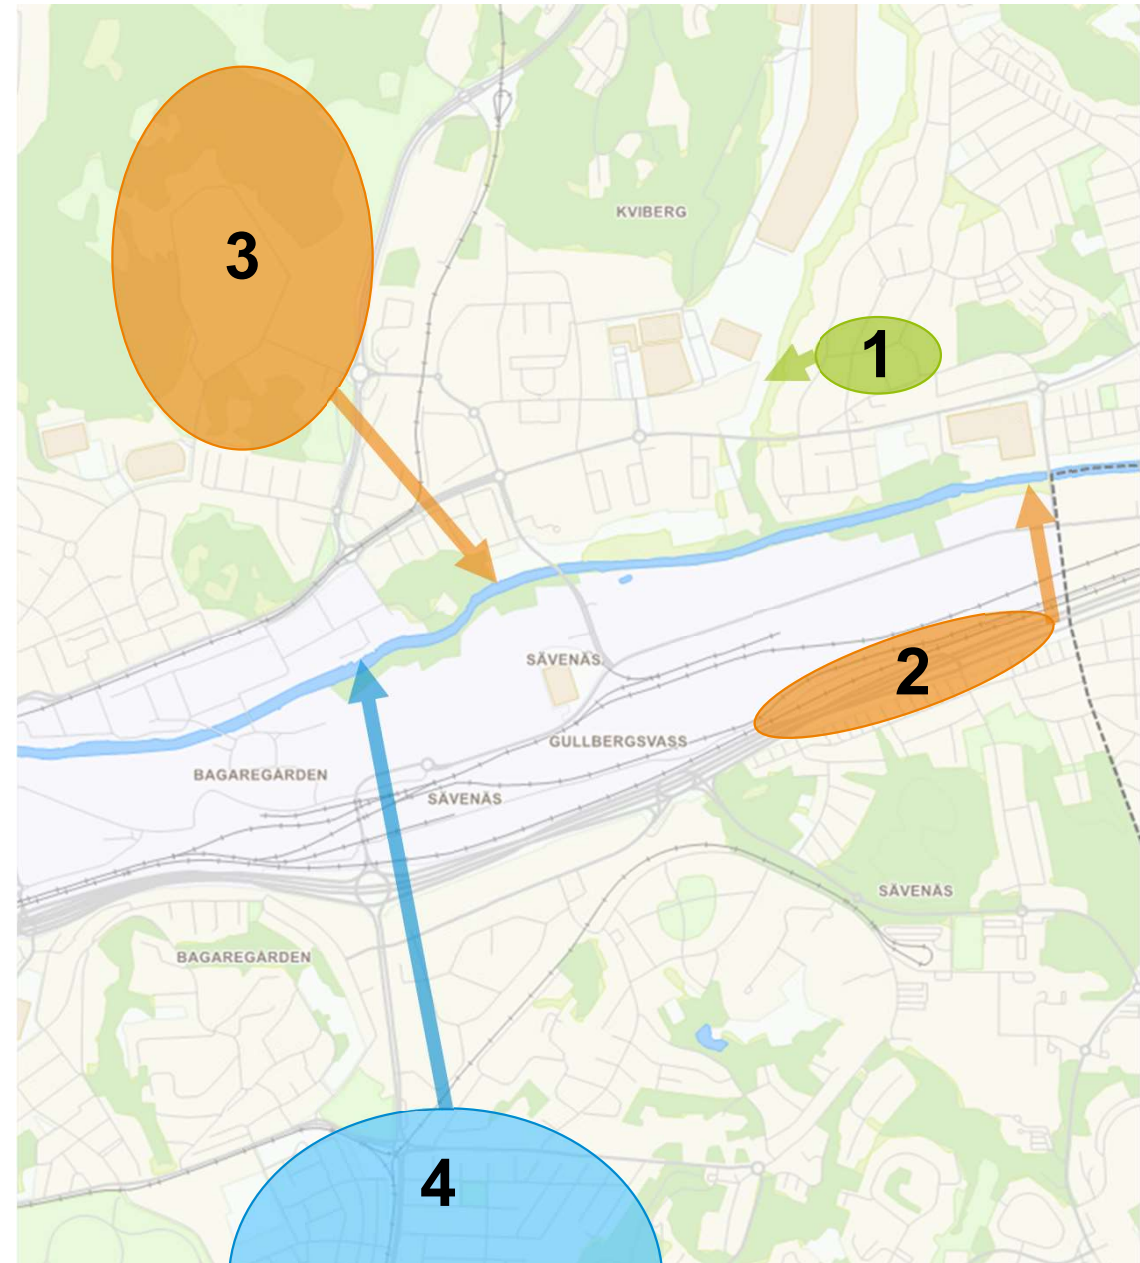 KVIBERG
3
1
SÄVENÄS
2
GULLBERGSVASS
BAGAREGÅRDEN
SÄVENÄS
SÄVENÄS
BAGAREGÅRDEN
4